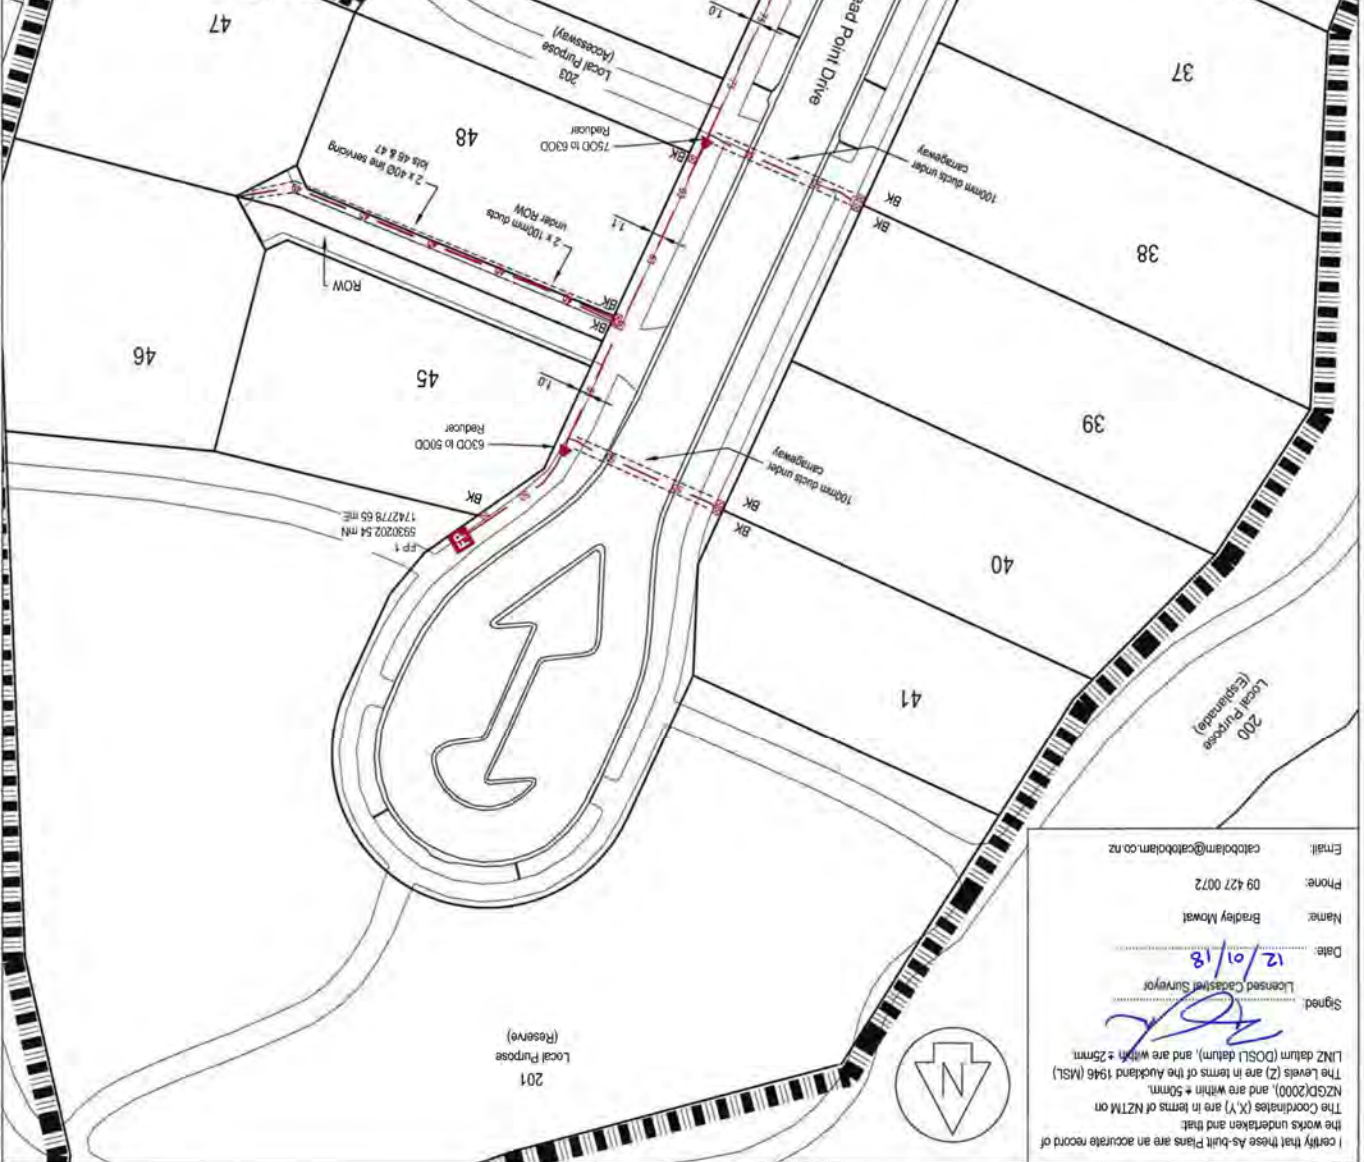 I certify that these As-built Plans are an accurate record of
the works undertaken and that:
The Coordinates (X,Y) are in terms of NZTM on
NZGD(2000), and are within ± 50mm.
The Levels (Z) are in terms of the Auckland 1946 (MSL)
LINZ datum (DOSLI datum), and are within ± 25mm.
Signed:
Licensed Cadastral Surveyor
Date: 12/01/18
Name: Bradley Mowat
Phone: 09 427 0072
Email: catobolam@catobolam.co.nz
N
201
Local Purpose
(Reserve)
200
Local Purpose
(Esplanade)
41
40
39
38
37
BK
BK
100mm ducts under
carrageway
FP 1
5930202.54 mN
1742778.65 mE
FP
BK
63OD to 50OD
Reducer
1.0
45
46
ROW
BK
BK
2 x 100mm ducts
under ROW
2 x 40Ø line servicing
lots 46 & 47
1.1
48
47
BK
BK
100mm ducts under
carrageway
BK
75OD to 63OD
Reducer
203
Local Purpose
(Accessway)
1.0
Point Drive